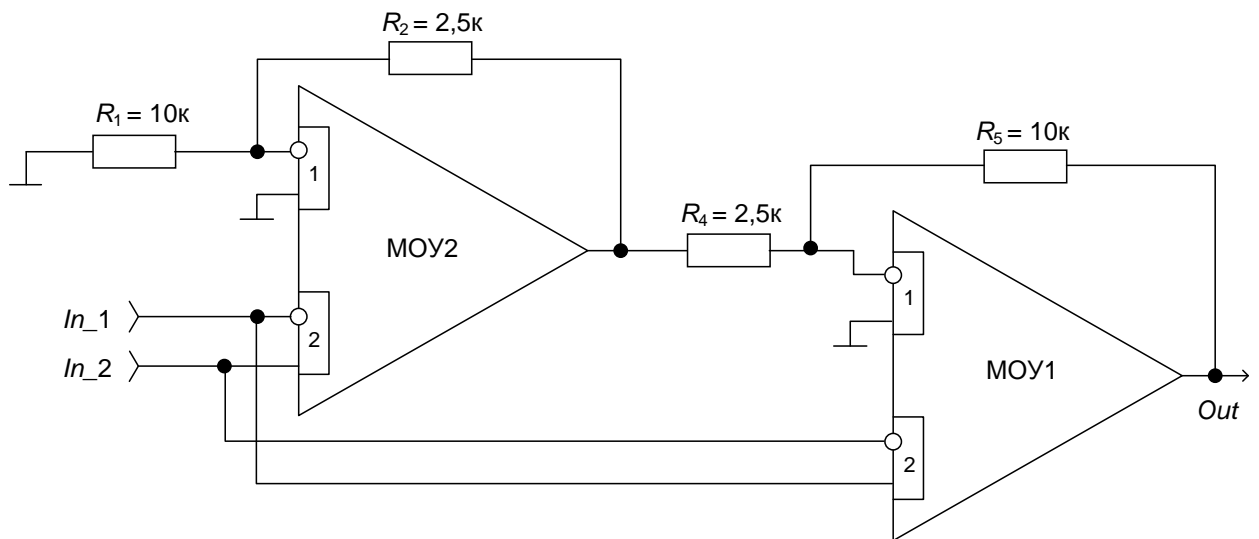 R₂ = 2,5к
R₁ = 10к
1
МОУ2
R₅ = 10к
R₄ = 2,5к
1
In_1
2
In_2
МОУ1
Out
2